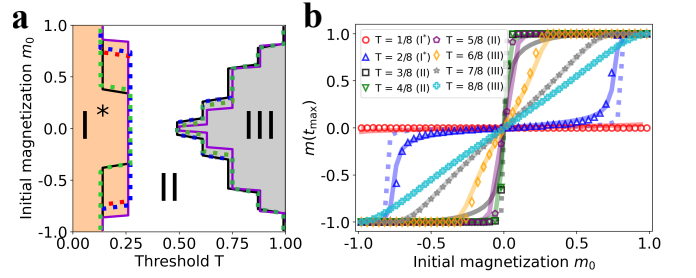 a
Initial magnetization m₀
1.0
0.5
0.0
-0.5
-1.0
I*
II
III
0.00 0.25 0.50 0.75 1.00
Threshold T
b
m(t_max)
1.0
0.5
0.0
-0.5
-1.0
T = 1/8 (I*) T = 5/8 (II)
T = 2/8 (I*) T = 6/8 (III)
T = 3/8 (II) T = 7/8 (III)
T = 4/8 (II) T = 8/8 (III)
-1.0 -0.5 0.0 0.5 1.0
Initial magnetization m₀